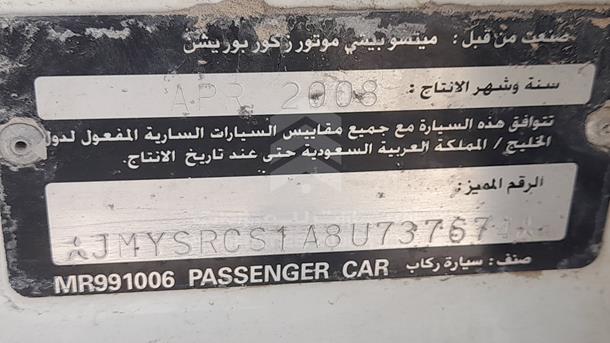 صنعت من قبل: ميتسوبيشي موتورز كوربوريشن
سنة وشهر الانتاج: APR 2008
تتوافق هذه السيارة مع جميع مقاييس السيارات السارية المفعول لدول
الخليج / المملكة العربية السعودية حتى عند تاريخ الانتاج.
الرقم المميز:
JMYSRCS1A8U737674
صنف: سيارة ركاب MR991006 PASSENGER CAR